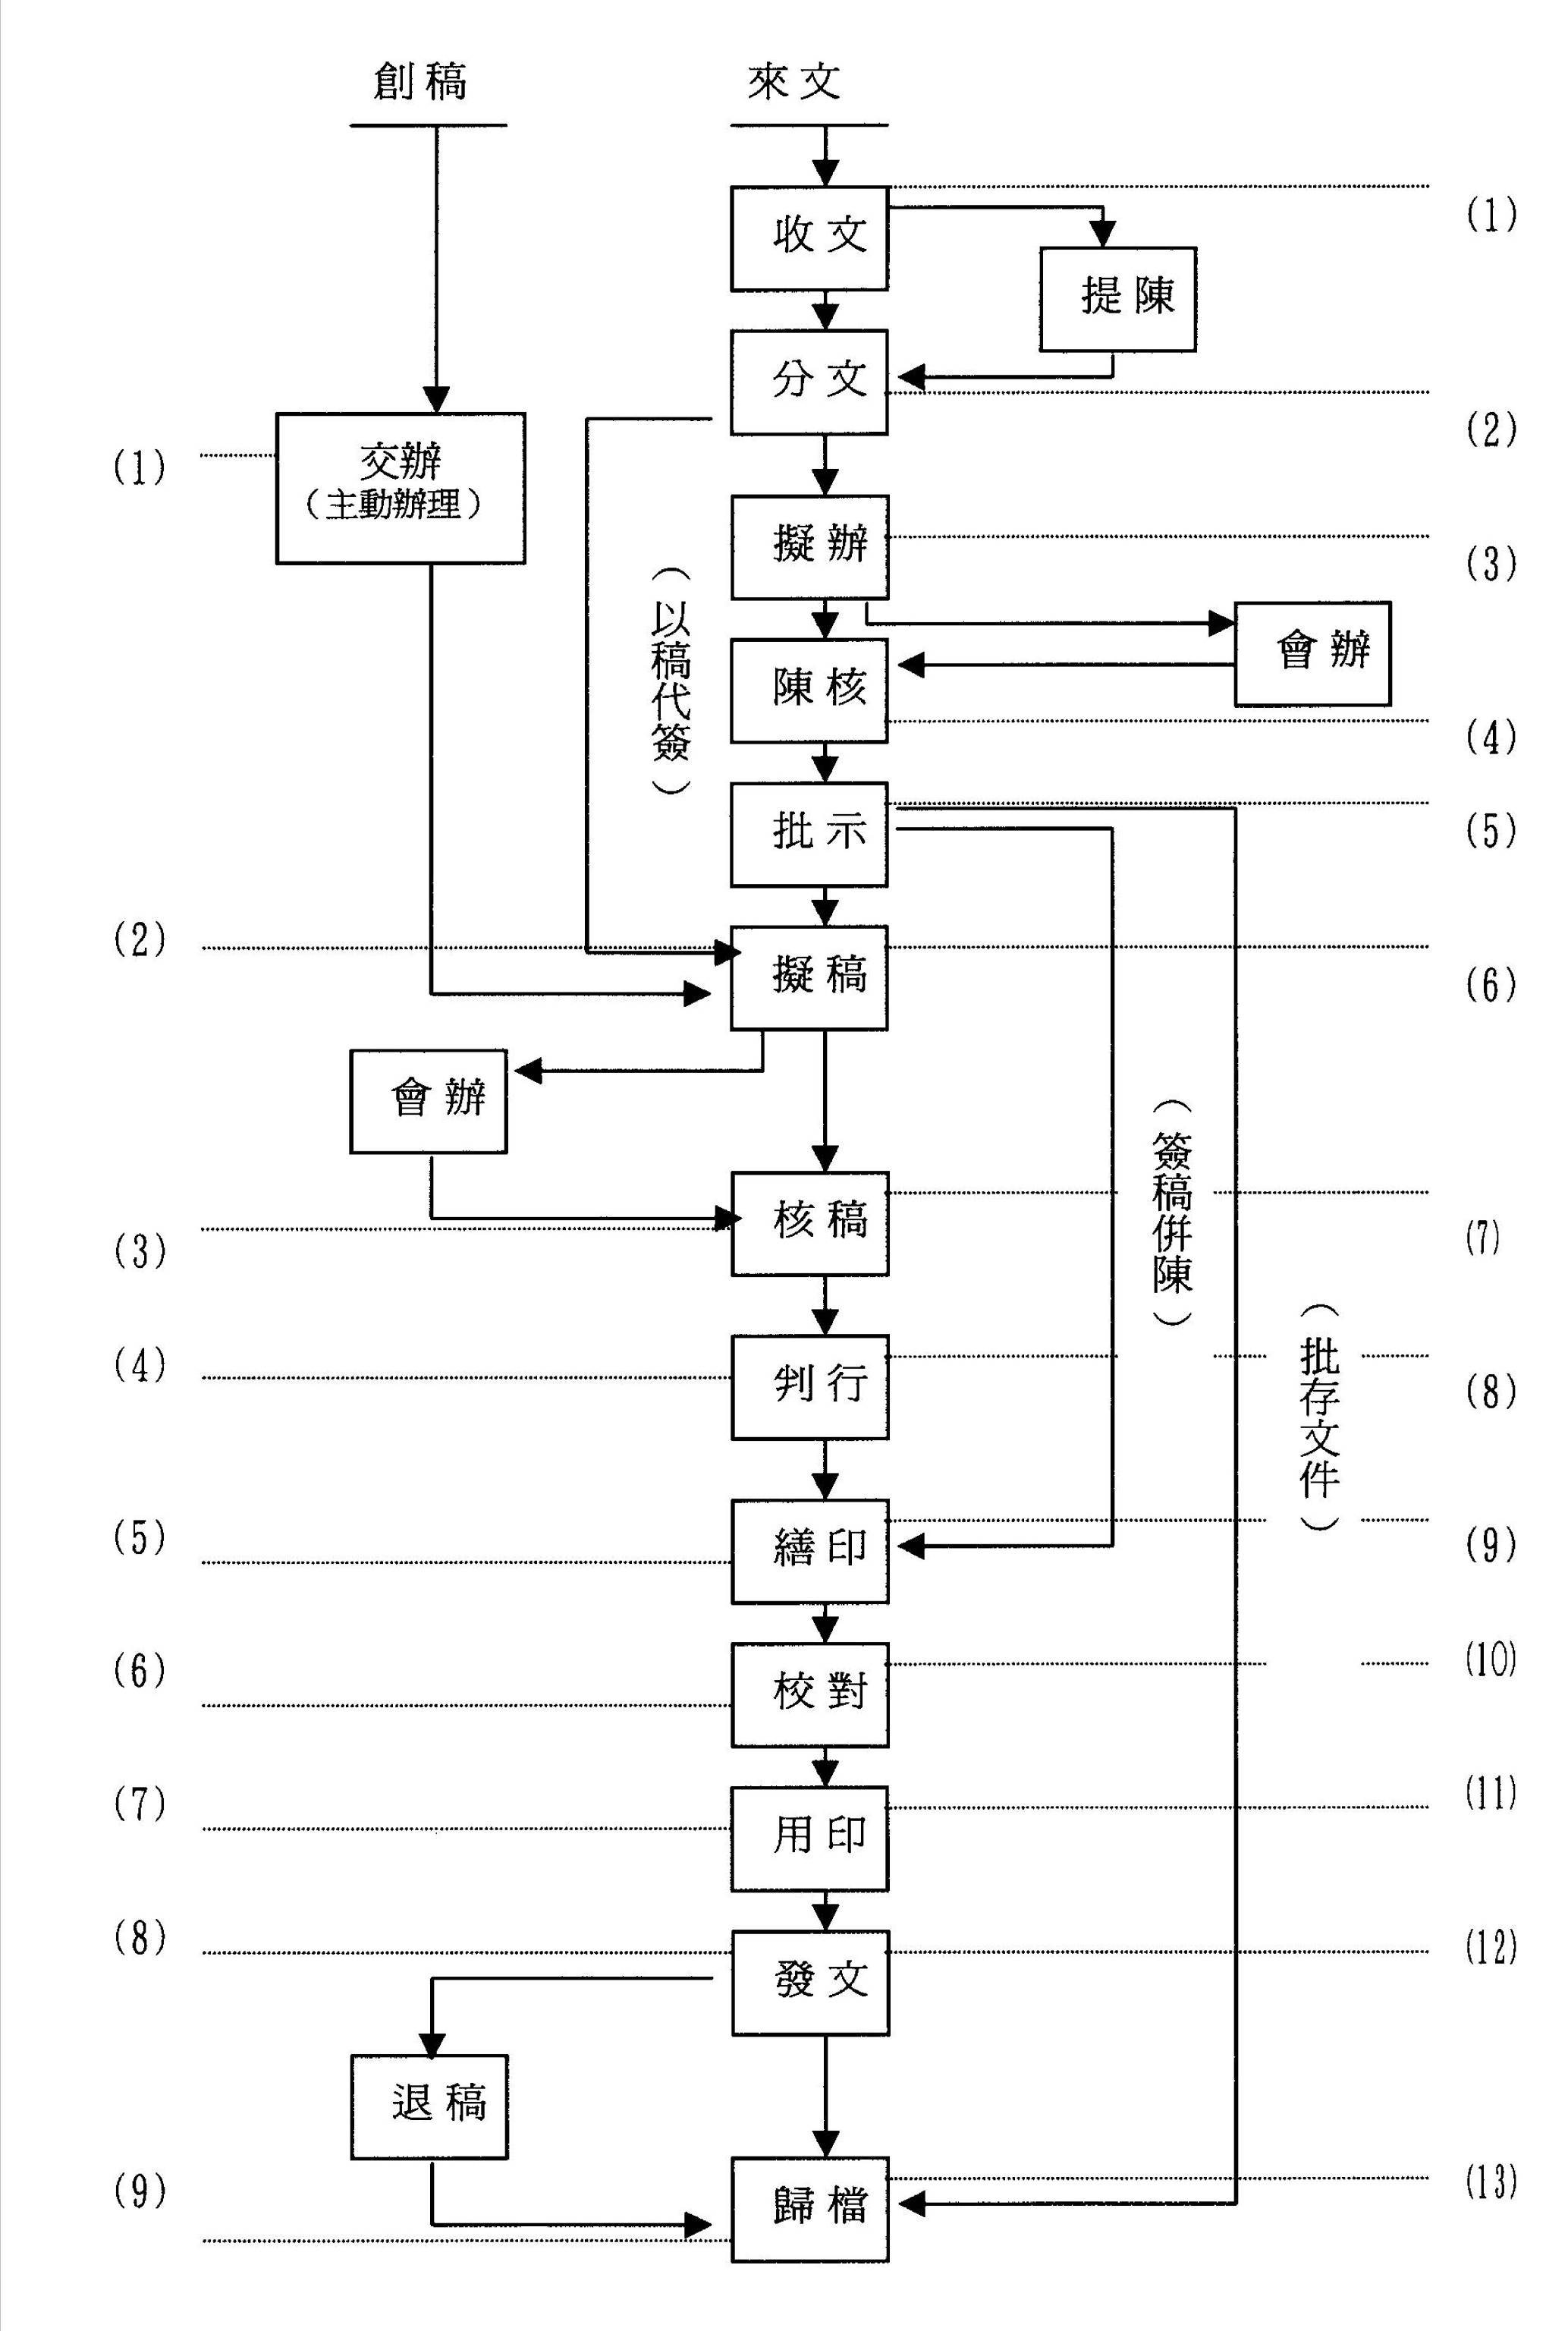 創稿
來文
收文
(1)
提陳
分文
(2)
(1)
交辦
（主動辦理）
擬辦
(3)
（以稿代簽）
會辦
陳核
(4)
批示
(5)
(2)
擬稿
(6)
會辦
（簽稿併陳）
核稿
(3)
(7)
（批存文件）
(4)
判行
(8)
(5)
繕印
(9)
(6)
校對
(10)
(7)
用印
(11)
(8)
發文
(12)
退稿
(9)
歸檔
(13)